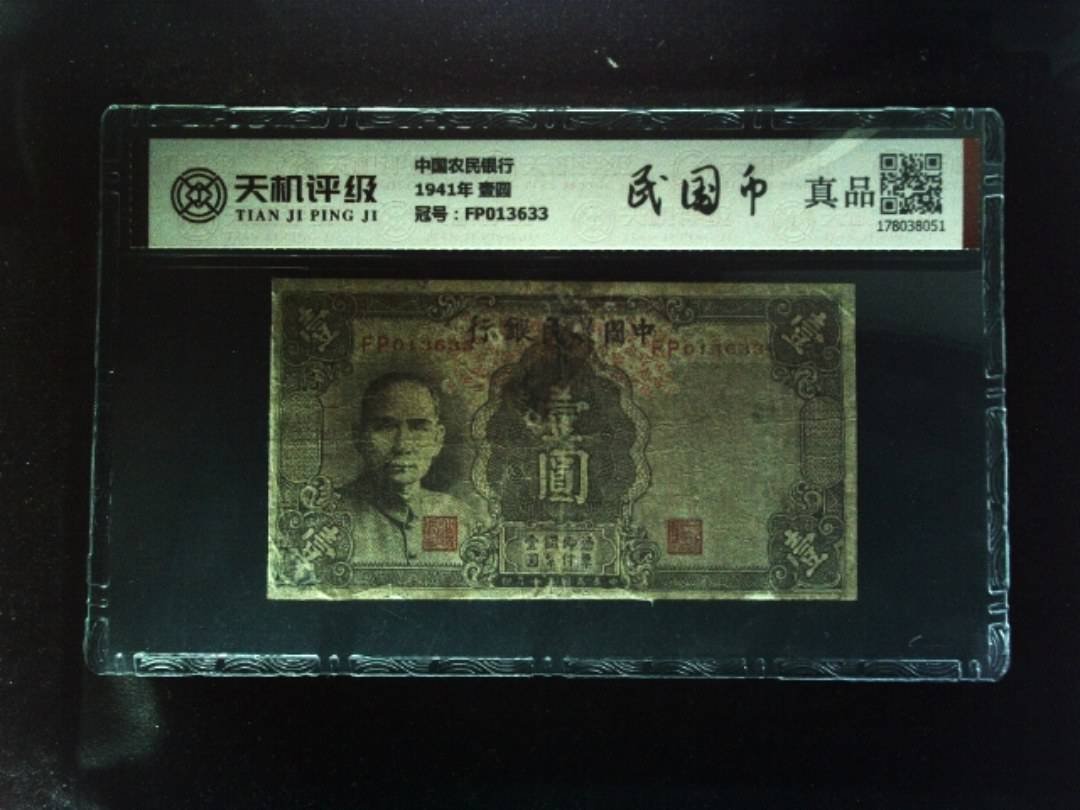 天机评级
TIAN JI PING JI
中国农民银行
1941年 壹圆
冠号：FP013633
民国币
真品
178038051
行銀民農國中
FP013633
FP013633
壹
壹
壹
圓
壹
壹